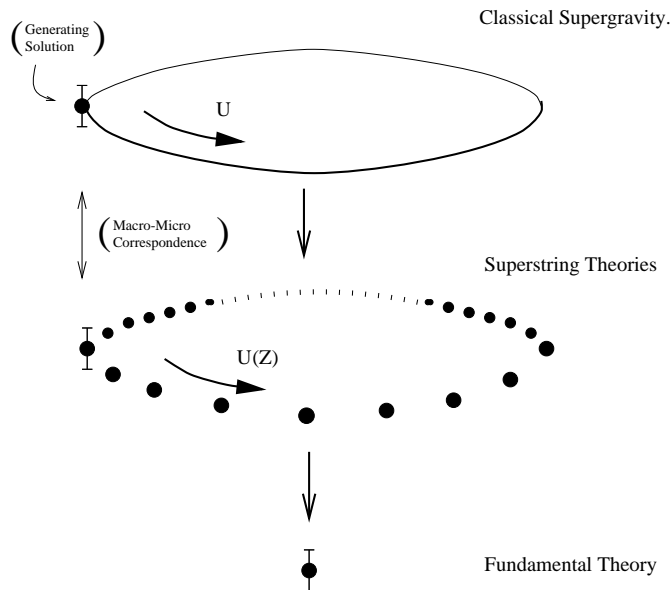 Classical Supergravity.
( Generating
Solution )
U
( Macro-Micro
Correspondence )
Superstring Theories
U(Z)
Fundamental Theory